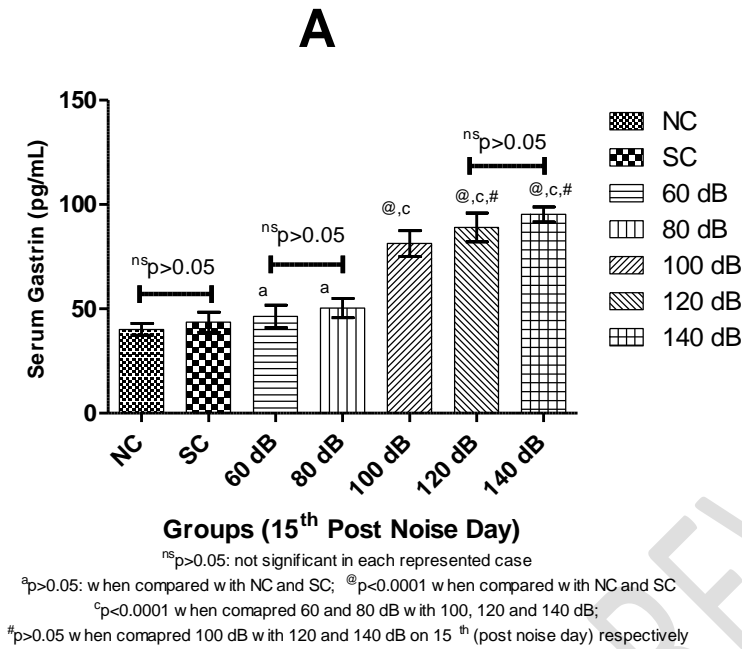 A
150
100
50
0
Serum Gastrin (pg/mL)
nsp>0.05
nsp>0.05
nsp>0.05
a
a
@,c
@,c,#
@,c,#
NC
SC
60 dB
80 dB
100 dB
120 dB
140 dB
NC
SC
60 dB
80 dB
100 dB
120 dB
140 dB
Groups (15th Post Noise Day)
nsp>0.05: not significant in each represented case
ap>0.05: when compared with NC and SC; @p<0.0001 when compared with NC and SC
cp<0.0001 when comapred 60 and 80 dB with 100, 120 and 140 dB;
#p>0.05 when comapred 100 dB with 120 and 140 dB on 15 th (post noise day) respectively